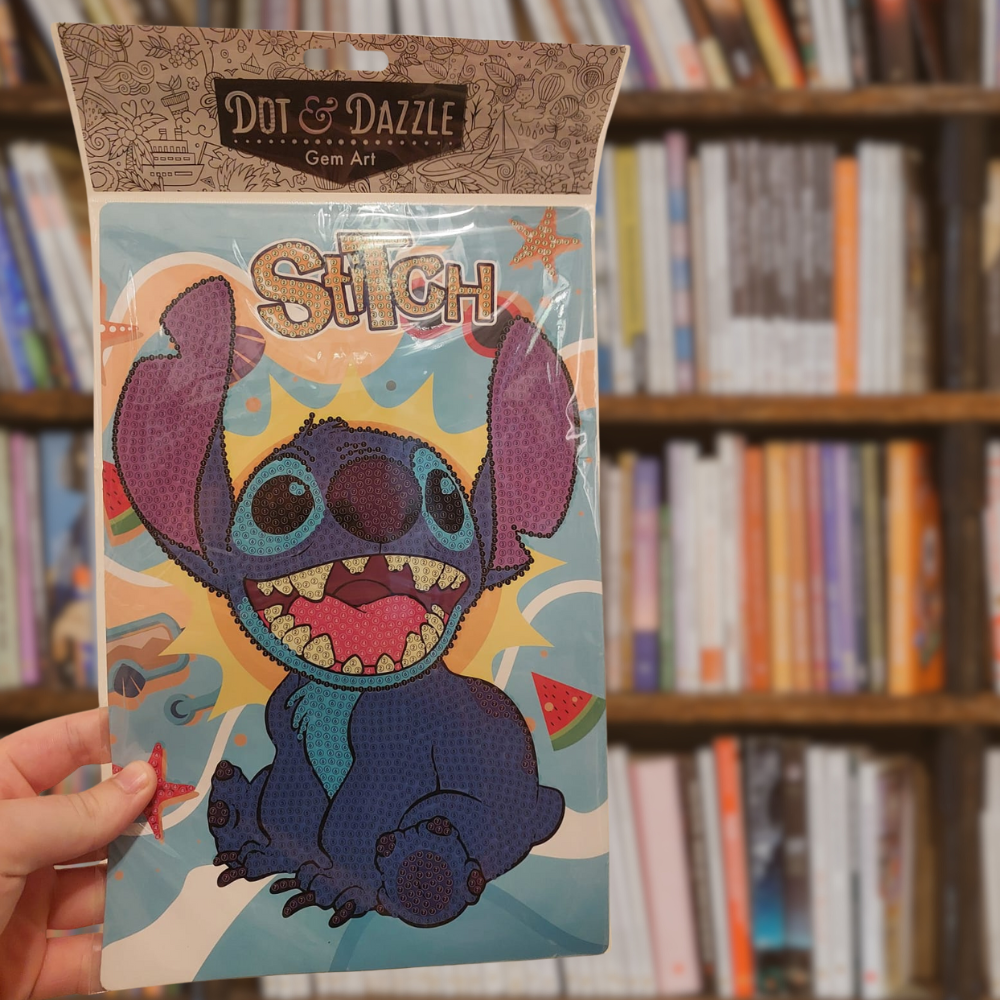 DOT & DAZZLE
Gem Art
StiTCH